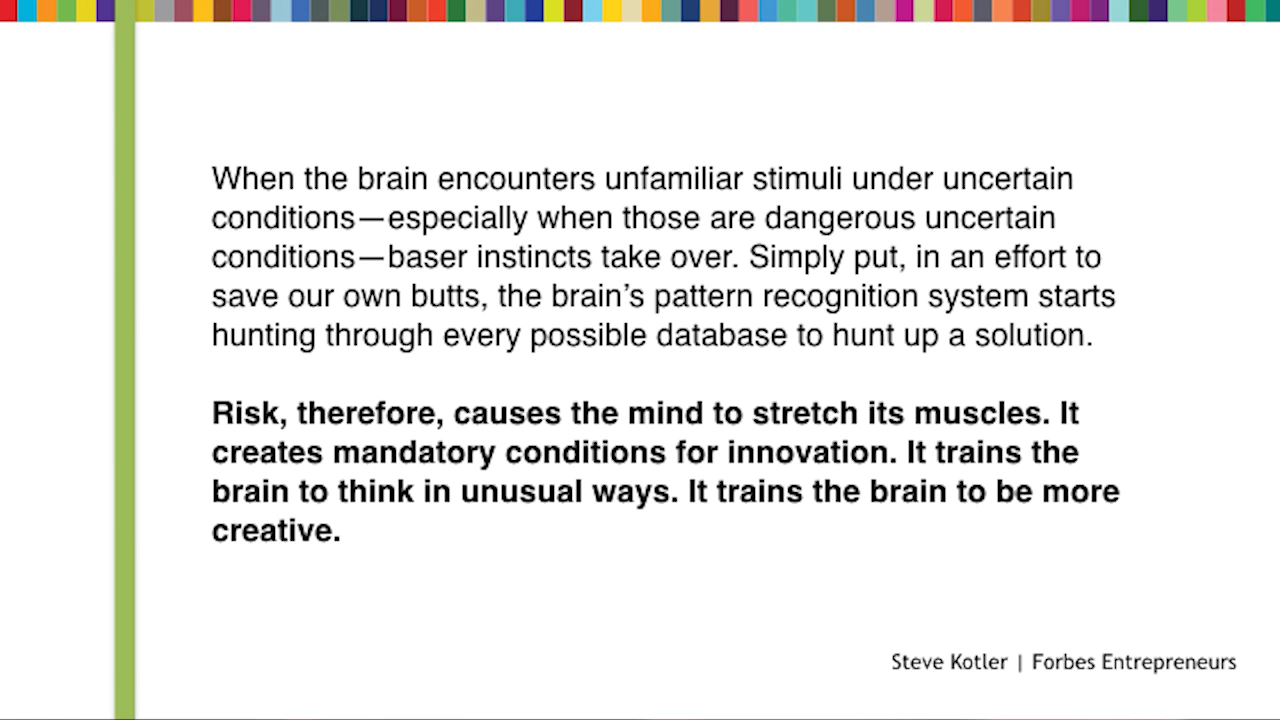 When the brain encounters unfamiliar stimuli under uncertain
conditions—especially when those are dangerous uncertain
conditions—baser instincts take over. Simply put, in an effort to
save our own butts, the brain’s pattern recognition system starts
hunting through every possible database to hunt up a solution.
Risk, therefore, causes the mind to stretch its muscles. It
creates mandatory conditions for innovation. It trains the
brain to think in unusual ways. It trains the brain to be more
creative.
Steve Kotler | Forbes Entrepreneurs